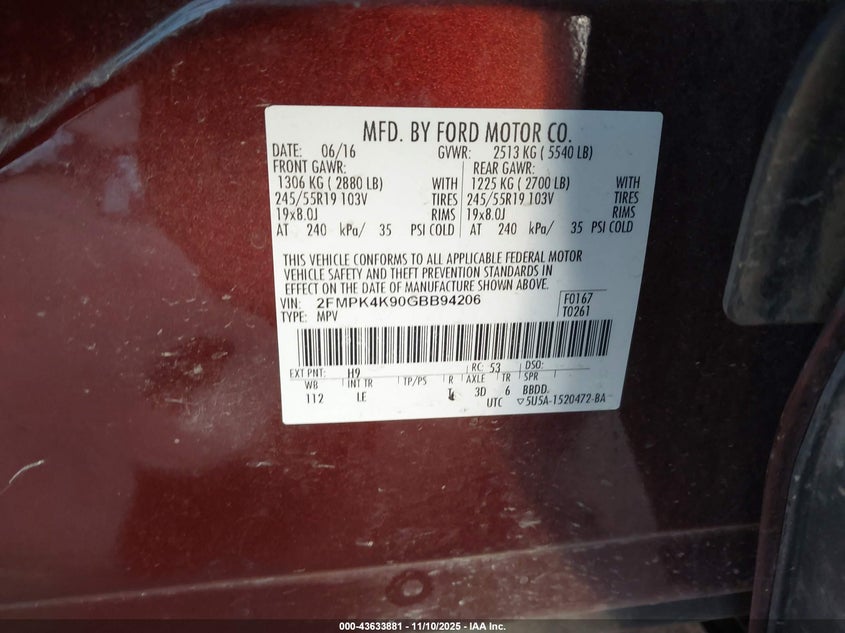 MFD. BY FORD MOTOR CO.
DATE: 06/16 GVWR: 2513 KG ( 5540 LB)
FRONT GAWR: REAR GAWR:
1306 KG ( 2880 LB) WITH 1225 KG ( 2700 LB) WITH
245/55R19 103V TIRES 245/55R19 103V TIRES
19x8.0J RIMS 19x8.0J RIMS
AT 240 kPa/ 35 PSI COLD AT 240 kPa/ 35 PSI COLD
THIS VEHICLE CONFORMS TO ALL APPLICABLE FEDERAL MOTOR
VEHICLE SAFETY AND THEFT PREVENTION STANDARDS IN
EFFECT ON THE DATE OF MANUFACTURE SHOWN ABOVE.
VIN: 2FMPK4K90GBB94206 F0167
TYPE: MPV T0261
EXT PNT: H9 RC: 53 DSO:
WB INT TR TP/PS R AXLE TR SPR
112 LE T 3D 6 BBDD.
UTC ▽5U5A-1520472-BA
000-43633881 - 11/10/2025 - IAA Inc.